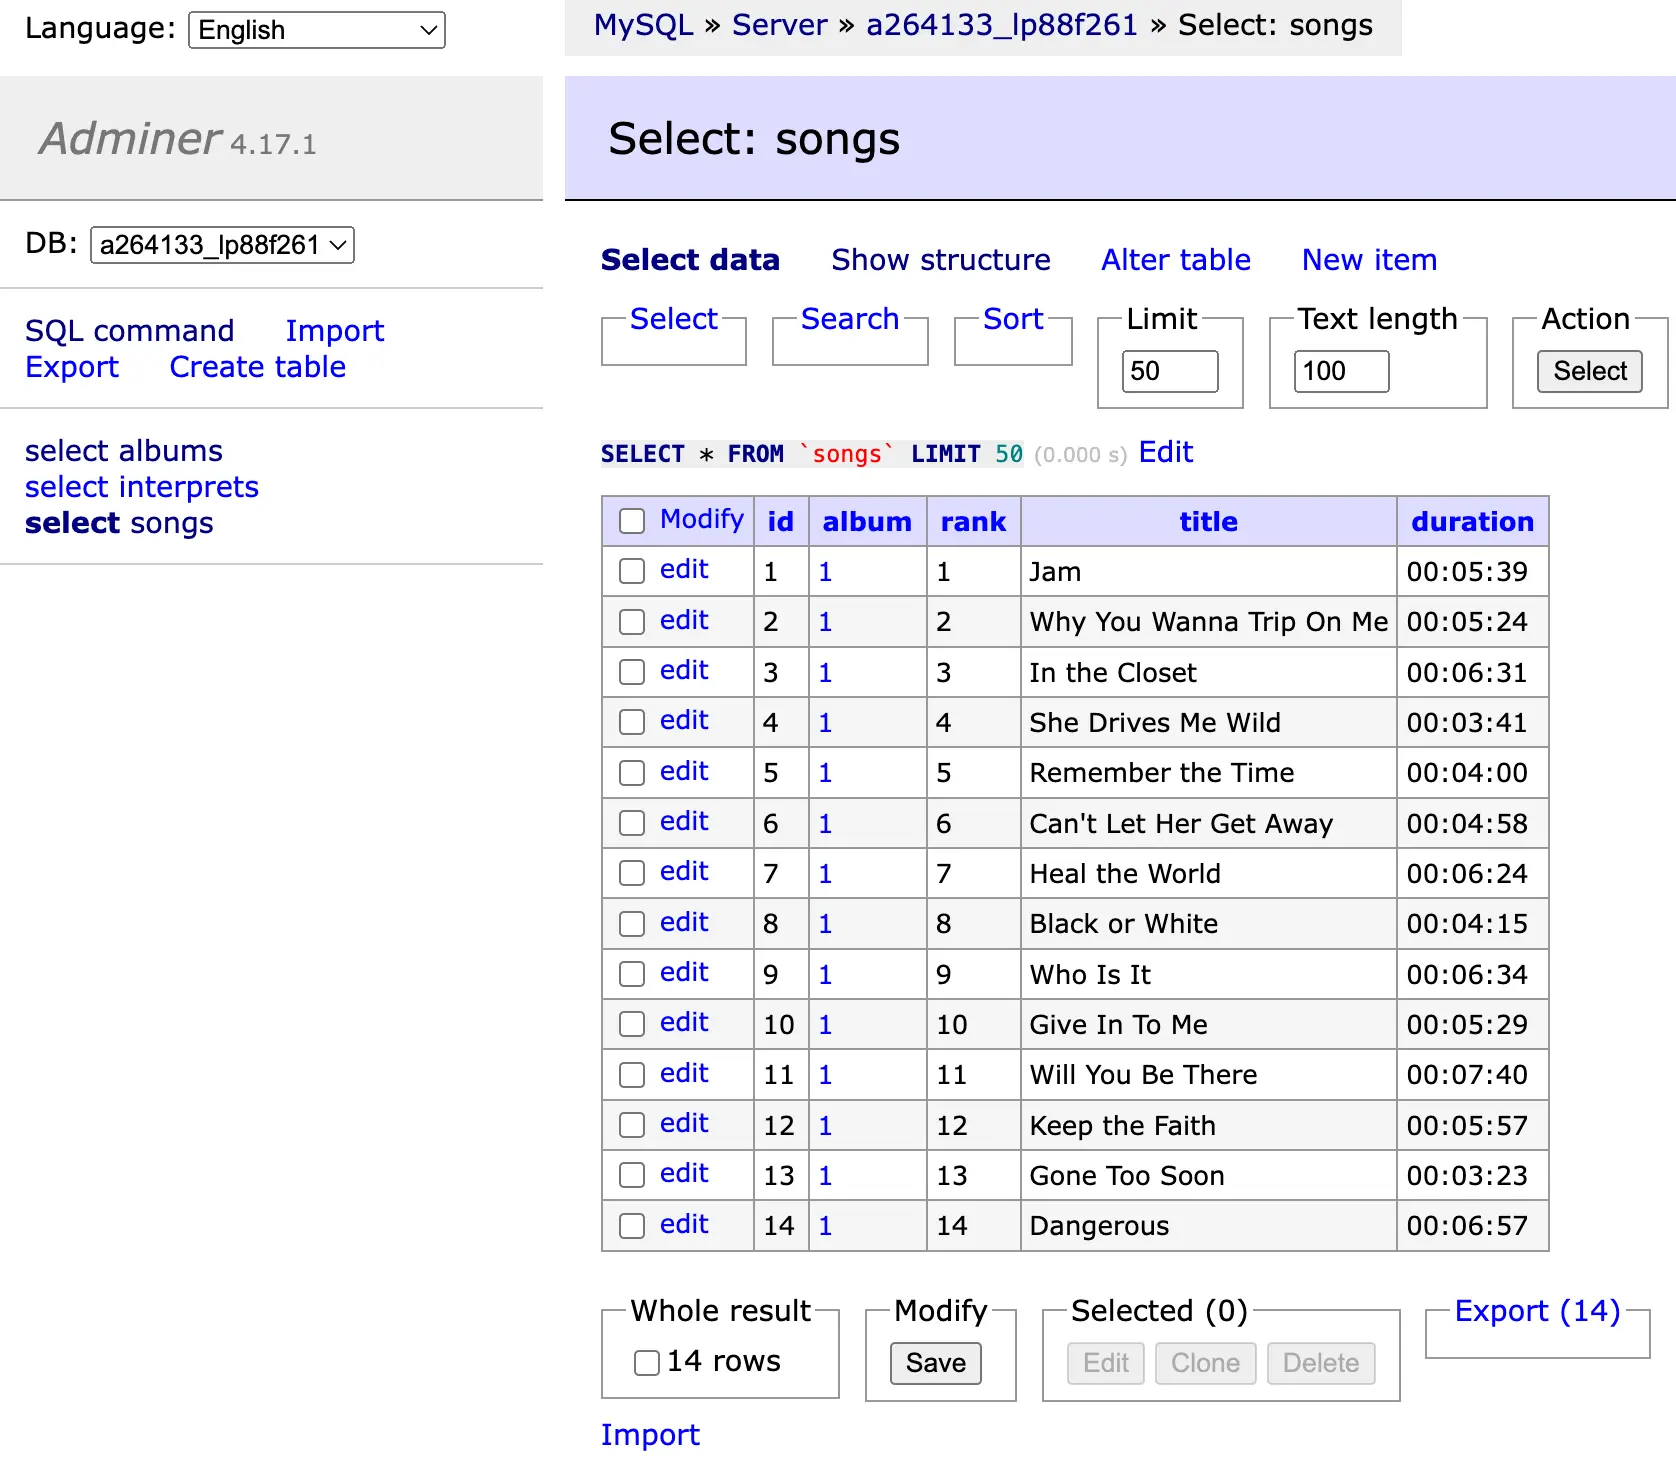 Language: English
MySQL » Server » a264133_lp88f261 » Select: songs
Adminer 4.17.1
Select: songs
DB: a264133_lp88f261
SQL command Import
Export Create table
select albums
select interprets
select songs
Select data Show structure Alter table New item
Select Search Sort Limit Text length Action
50 100 Select
SELECT * FROM `songs` LIMIT 50 (0.000 s) Edit
Modify id album rank title duration
edit 1 1 1 Jam 00:05:39
edit 2 1 2 Why You Wanna Trip On Me 00:05:24
edit 3 1 3 In the Closet 00:06:31
edit 4 1 4 She Drives Me Wild 00:03:41
edit 5 1 5 Remember the Time 00:04:00
edit 6 1 6 Can't Let Her Get Away 00:04:58
edit 7 1 7 Heal the World 00:06:24
edit 8 1 8 Black or White 00:04:15
edit 9 1 9 Who Is It 00:06:34
edit 10 1 10 Give In To Me 00:05:29
edit 11 1 11 Will You Be There 00:07:40
edit 12 1 12 Keep the Faith 00:05:57
edit 13 1 13 Gone Too Soon 00:03:23
edit 14 1 14 Dangerous 00:06:57
Whole result Modify Selected (0) Export (14)
14 rows Save Edit Clone Delete
Import